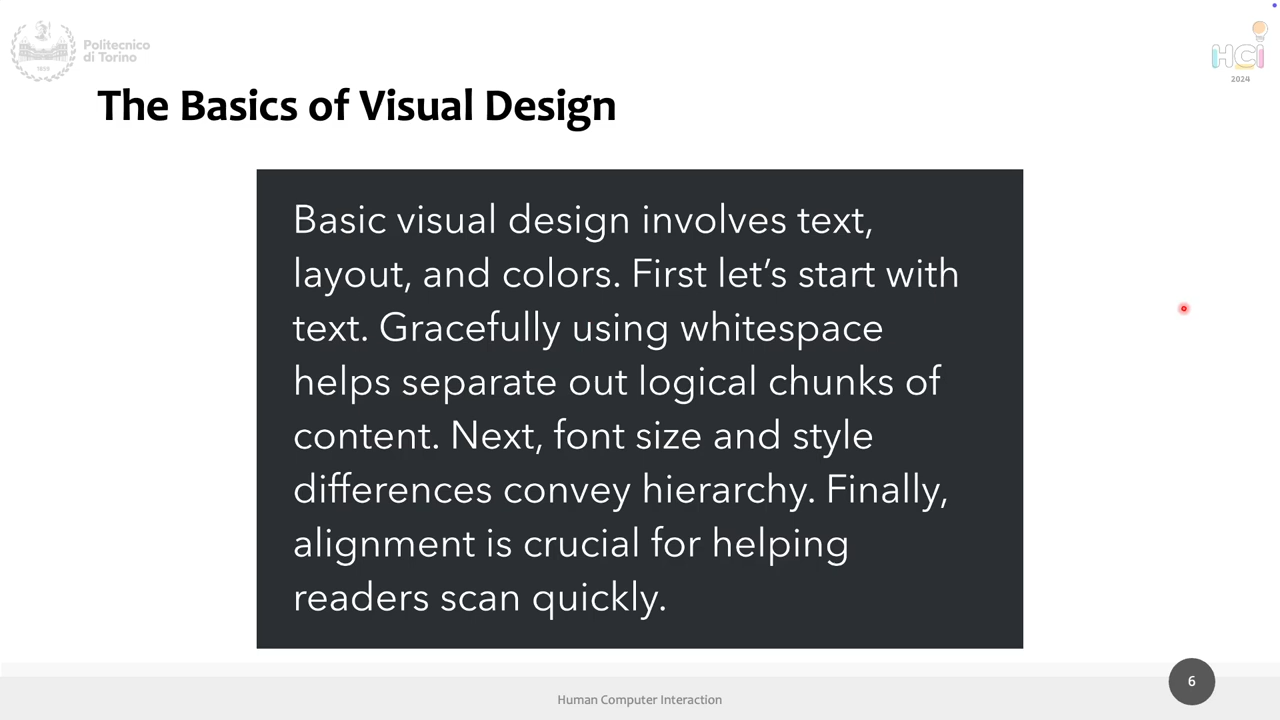 Politecnico
di Torino
1859
HCI
2024
The Basics of Visual Design
Basic visual design involves text,
layout, and colors. First let’s start with
text. Gracefully using whitespace
helps separate out logical chunks of
content. Next, font size and style
differences convey hierarchy. Finally,
alignment is crucial for helping
readers scan quickly.
Human Computer Interaction
6